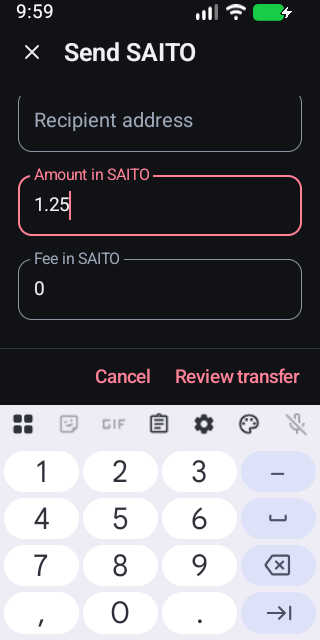 9:59
Send SAITO
Recipient address
Amount in SAITO
1.25
Fee in SAITO
0
Cancel Review transfer
GIF
1 2 3 –
4 5 6
7 8 9
, 0 .